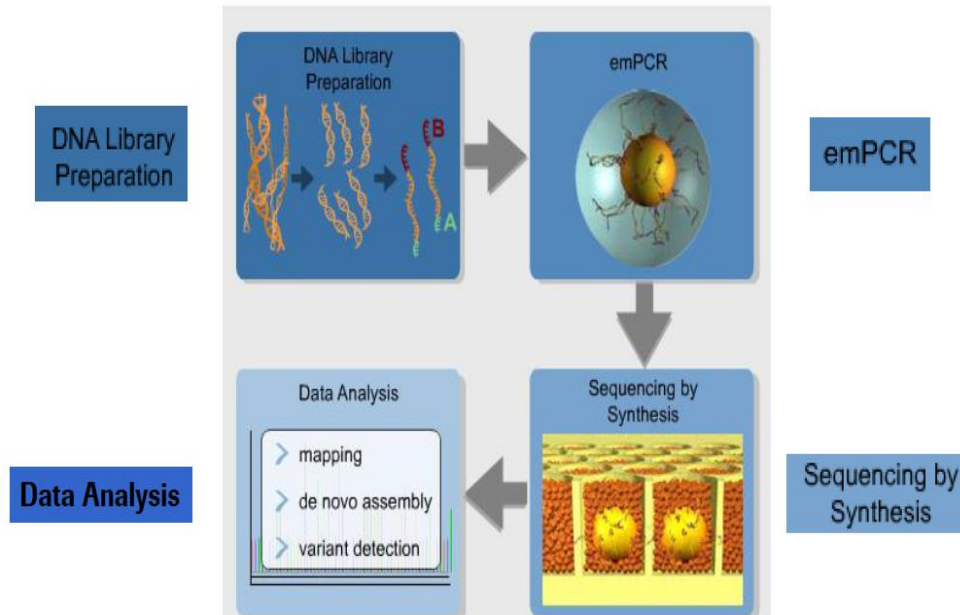 DNA Library
Preparation
DNA Library
Preparation
B
A
emPCR
emPCR
Data Analysis
Data Analysis
mapping
de novo assembly
variant detection
Sequencing by
Synthesis
Sequencing by
Synthesis